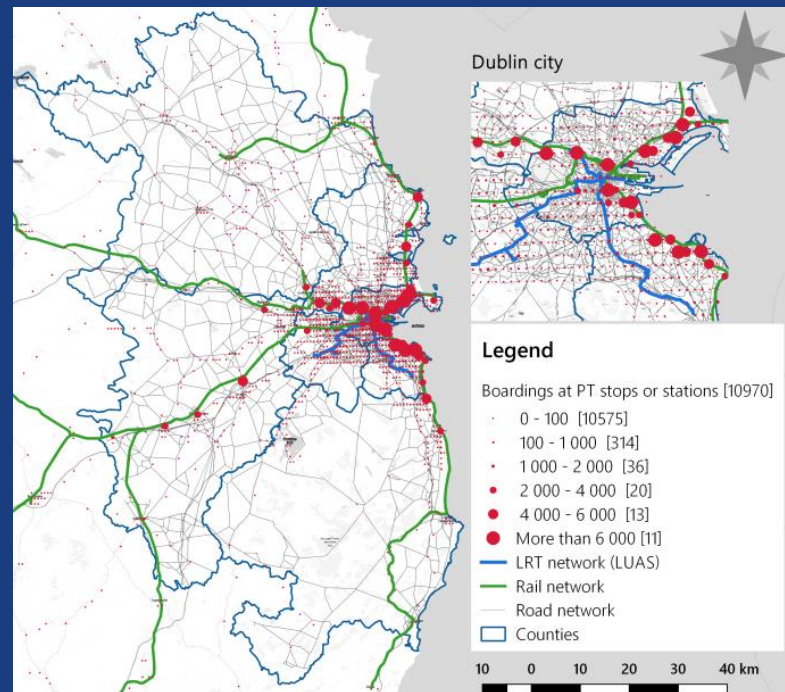 Dublin city
Legend
Boardings at PT stops or stations [10970]
0 - 100 [10575]
100 - 1 000 [314]
1 000 - 2 000 [36]
2 000 - 4 000 [20]
4 000 - 6 000 [13]
More than 6 000 [11]
LRT network (LUAS)
Rail network
Road network
Counties
10 0 10 20 30 40 km